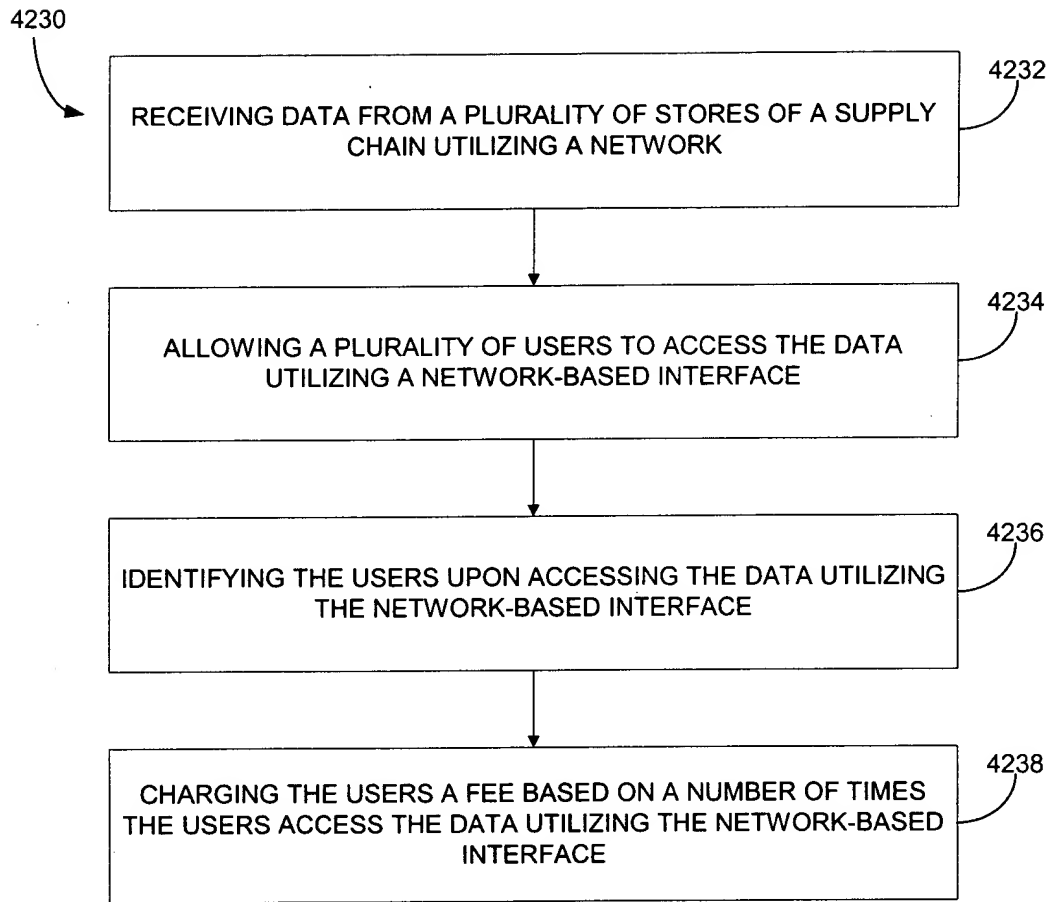 4230
4232
RECEIVING DATA FROM A PLURALITY OF STORES OF A SUPPLY
CHAIN UTILIZING A NETWORK
4234
ALLOWING A PLURALITY OF USERS TO ACCESS THE DATA
UTILIZING A NETWORK-BASED INTERFACE
4236
IDENTIFYING THE USERS UPON ACCESSING THE DATA UTILIZING
THE NETWORK-BASED INTERFACE
4238
CHARGING THE USERS A FEE BASED ON A NUMBER OF TIMES
THE USERS ACCESS THE DATA UTILIZING THE NETWORK-BASED
INTERFACE